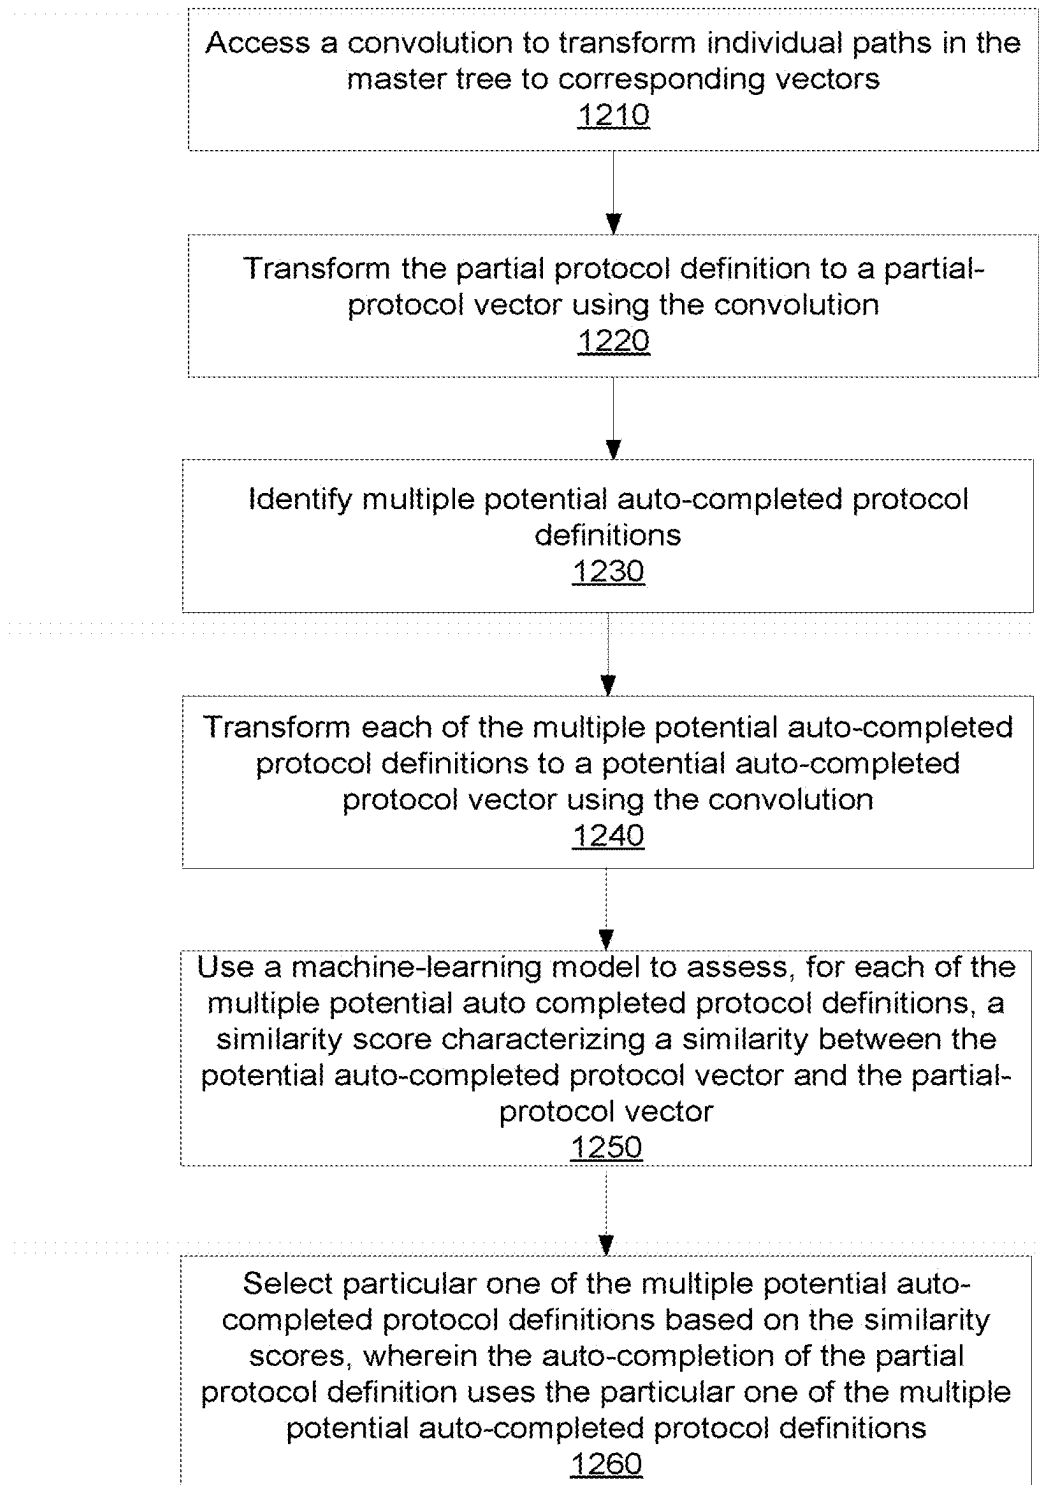 Access a convolution to transform individual paths in the
master tree to corresponding vectors
1210
Transform the partial protocol definition to a partial-
protocol vector using the convolution
1220
Identify multiple potential auto-completed protocol
definitions
1230
Transform each of the multiple potential auto-completed
protocol definitions to a potential auto-completed
protocol vector using the convolution
1240
Use a machine-learning model to assess, for each of the
multiple potential auto completed protocol definitions, a
similarity score characterizing a similarity between the
potential auto-completed protocol vector and the partial-
protocol vector
1250
Select particular one of the multiple potential auto-
completed protocol definitions based on the similarity
scores, wherein the auto-completion of the partial
protocol definition uses the particular one of the multiple
potential auto-completed protocol definitions
1260